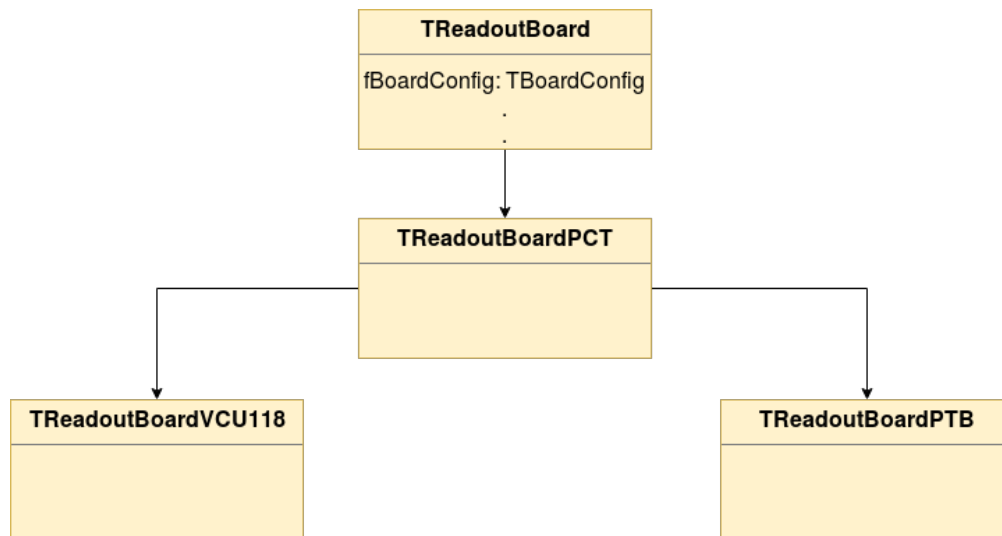 TReadoutBoard
fBoardConfig: TBoardConfig
.
.
TReadoutBoardPCT
TReadoutBoardVCU118
TReadoutBoardPTB